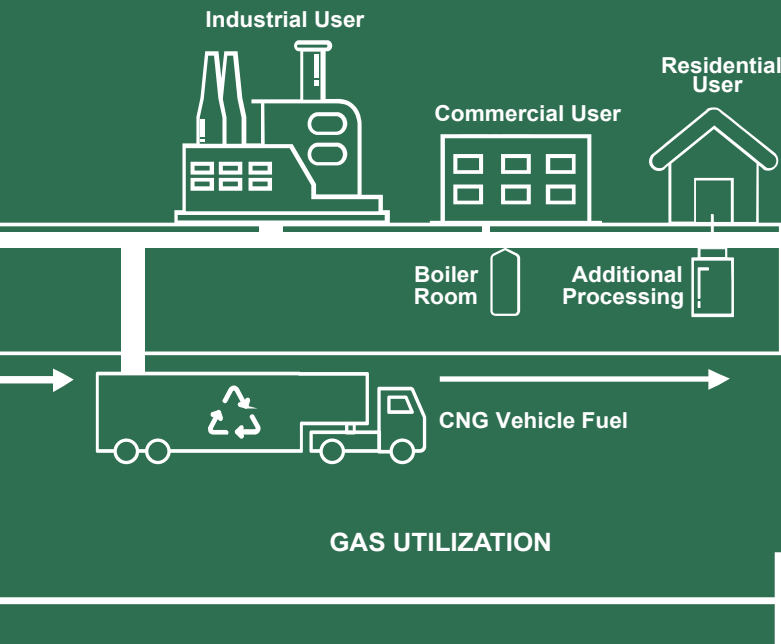 Industrial User
Residential
User
Commercial User
Boiler
Room
Additional
Processing
CNG Vehicle Fuel
GAS UTILIZATION